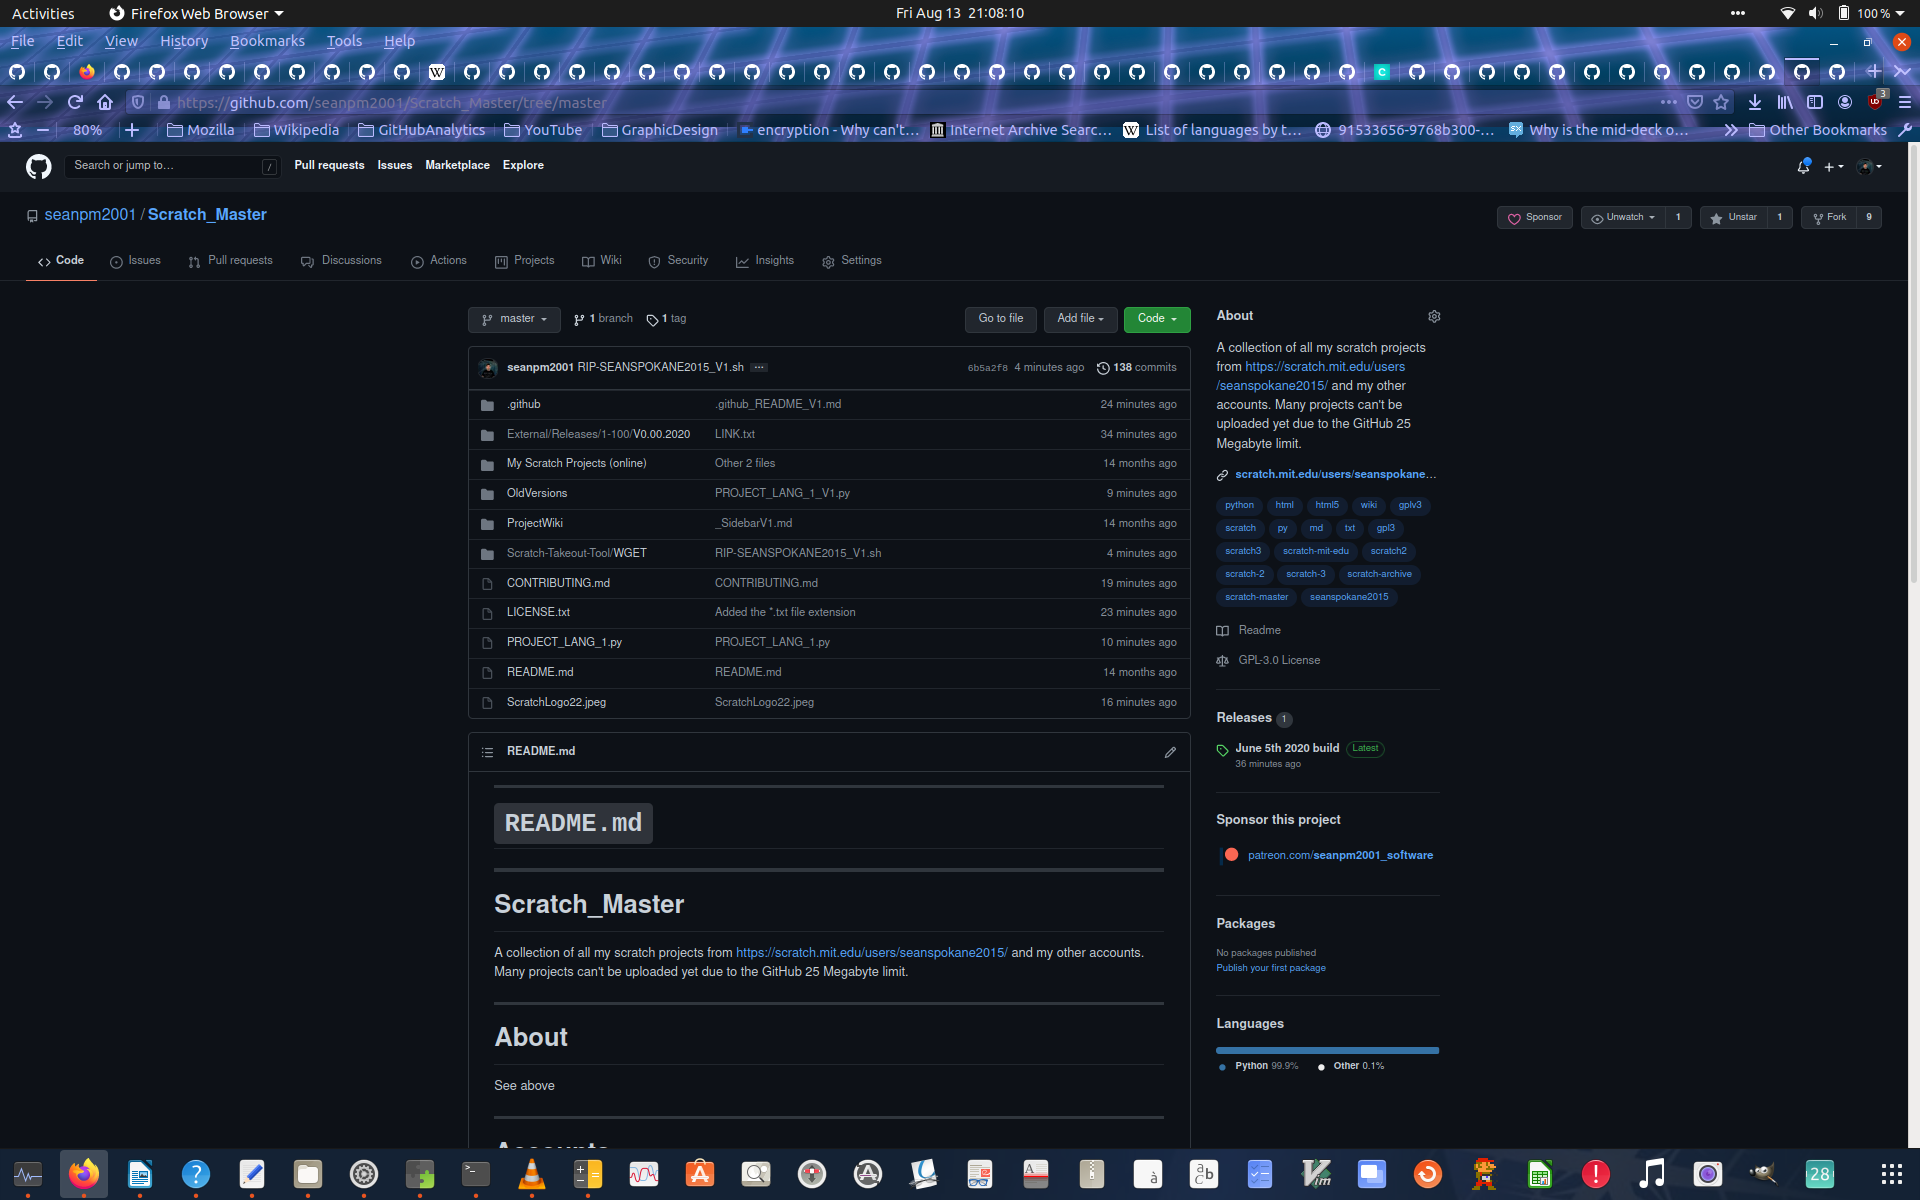 Activities Firefox Web Browser Fri Aug 13 21:08:10 100 %
File Edit View History Bookmarks Tools Help
https://github.com/seanpm2001/Scratch_Master/tree/master 3
80% Mozilla Wikipedia GitHubAnalytics YouTube GraphicDesign encryption - Why can't… Internet Archive Searc… List of languages by t… 91533656-9768b300-… Why is the mid-deck o… Other Bookmarks
Search or jump to… / Pull requests Issues Marketplace Explore
seanpm2001 / Scratch_Master Sponsor Unwatch 1 Unstar 1 Fork 9
Code Issues Pull requests Discussions Actions Projects Wiki Security Insights Settings
master 1 branch 1 tag Go to file Add file Code
seanpm2001 RIP-SEANSPOKANE2015_V1.sh ... 6b5a2f8 4 minutes ago 138 commits
.github .github_README_V1.md 24 minutes ago
External/Releases/1-100/V0.00.2020 LINK.txt 34 minutes ago
My Scratch Projects (online) Other 2 files 14 months ago
OldVersions PROJECT_LANG_1_V1.py 9 minutes ago
ProjectWiki _SidebarV1.md 14 months ago
Scratch-Takeout-Tool/WGET RIP-SEANSPOKANE2015_V1.sh 4 minutes ago
CONTRIBUTING.md CONTRIBUTING.md 19 minutes ago
LICENSE.txt Added the *.txt file extension 23 minutes ago
PROJECT_LANG_1.py PROJECT_LANG_1.py 10 minutes ago
README.md README.md 14 months ago
ScratchLogo22.jpeg ScratchLogo22.jpeg 16 minutes ago
README.md
README.md
Scratch_Master
A collection of all my scratch projects from https://scratch.mit.edu/users/seanspokane2015/ and my other accounts.
Many projects can't be uploaded yet due to the GitHub 25 Megabyte limit.
About
See above
Accounts
About
A collection of all my scratch projects
from https://scratch.mit.edu/users
/seanspokane2015/ and my other
accounts. Many projects can't be
uploaded yet due to the GitHub 25
Megabyte limit.
scratch.mit.edu/users/seanspokane…
python html html5 wiki gplv3
scratch py md txt gpl3
scratch3 scratch-mit-edu scratch2
scratch-2 scratch-3 scratch-archive
scratch-master seanspokane2015
Readme
GPL-3.0 License
Releases 1
June 5th 2020 build Latest
36 minutes ago
Sponsor this project
patreon.com/seanpm2001_software
Packages
No packages published
Publish your first package
Languages
Python 99.9% Other 0.1%
28